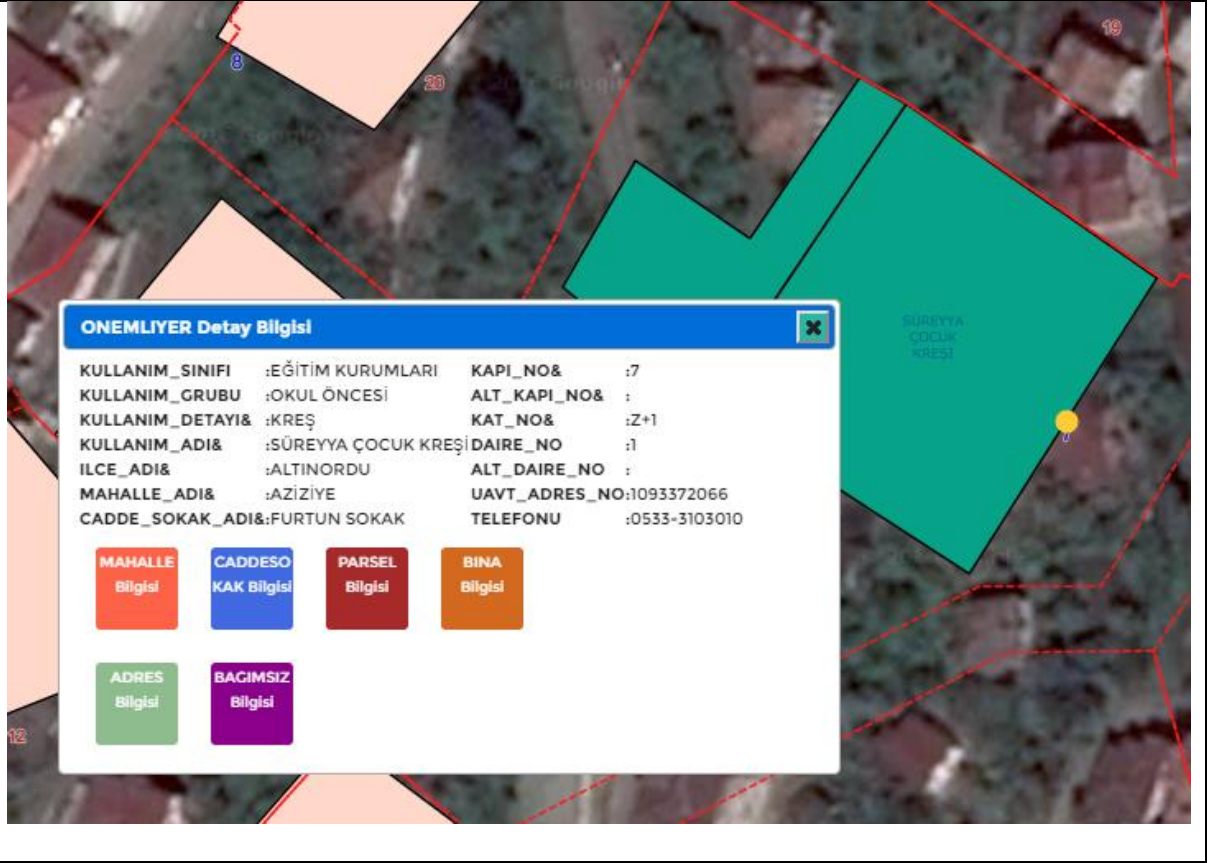 19
8
20
SÜREYYA
ÇOCUK
KREŞİ
7
ONEMLIYER Detay Bilgisi
KULLANIM_SINIFI :EĞİTİM KURUMLARI KAPI_NO& :7
KULLANIM_GRUBU :OKUL ÖNCESİ ALT_KAPI_NO& :
KULLANIM_DETAYI& :KREŞ KAT_NO& :Z+1
KULLANIM_ADI& :SÜREYYA ÇOCUK KREŞİ DAIRE_NO :1
ILCE_ADI& :ALTINORDU ALT_DAIRE_NO :
MAHALLE_ADI& :AZİZİYE UAVT_ADRES_NO:1093372066
CADDE_SOKAK_ADI&:FURTUN SOKAK TELEFONU :0533-3103010
MAHALLE Bilgisi
CADDESO KAK Bilgisi
PARSEL Bilgisi
BINA Bilgisi
ADRES Bilgisi
BAGIMSIZ Bilgisi
12